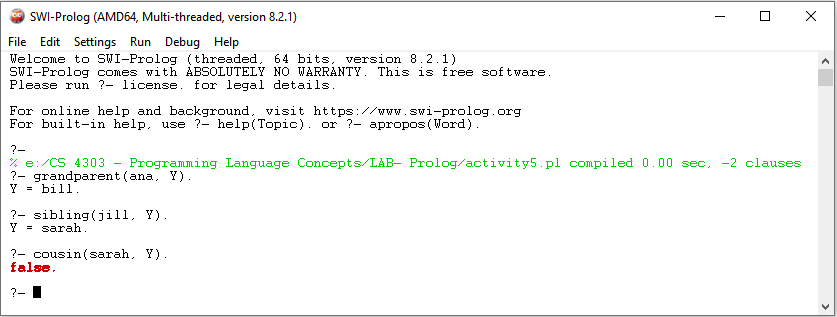 SWI-Prolog (AMD64, Multi-threaded, version 8.2.1)
File Edit Settings Run Debug Help
Welcome to SWI-Prolog (threaded, 64 bits, version 8.2.1)
SWI-Prolog comes with ABSOLUTELY NO WARRANTY. This is free software.
Please run ?- license. for legal details.
For online help and background, visit https://www.swi-prolog.org
For built-in help, use ?- help(Topic). or ?- apropos(Word).
?-
% e:/CS 4303 - Programming Language Concepts/LAB- Prolog/activity5.pl compiled 0.00 sec, -2 clauses
?- grandparent(ana, Y).
Y = bill.
?- sibling(jill, Y).
Y = sarah.
?- cousin(sarah, Y).
false.
?-